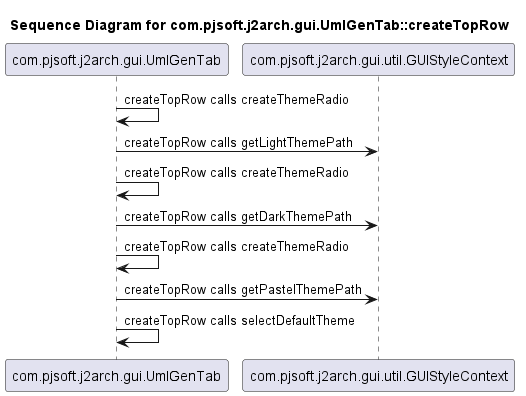 Sequence Diagram for com.pjsoft.j2arch.gui.UmlGenTab::createTopRow
com.pjsoft.j2arch.gui.UmlGenTab com.pjsoft.j2arch.gui.util.GUIStyleContext
createTopRow calls createThemeRadio
createTopRow calls getLightThemePath
createTopRow calls createThemeRadio
createTopRow calls getDarkThemePath
createTopRow calls createThemeRadio
createTopRow calls getPastelThemePath
createTopRow calls selectDefaultTheme
com.pjsoft.j2arch.gui.UmlGenTab com.pjsoft.j2arch.gui.util.GUIStyleContext